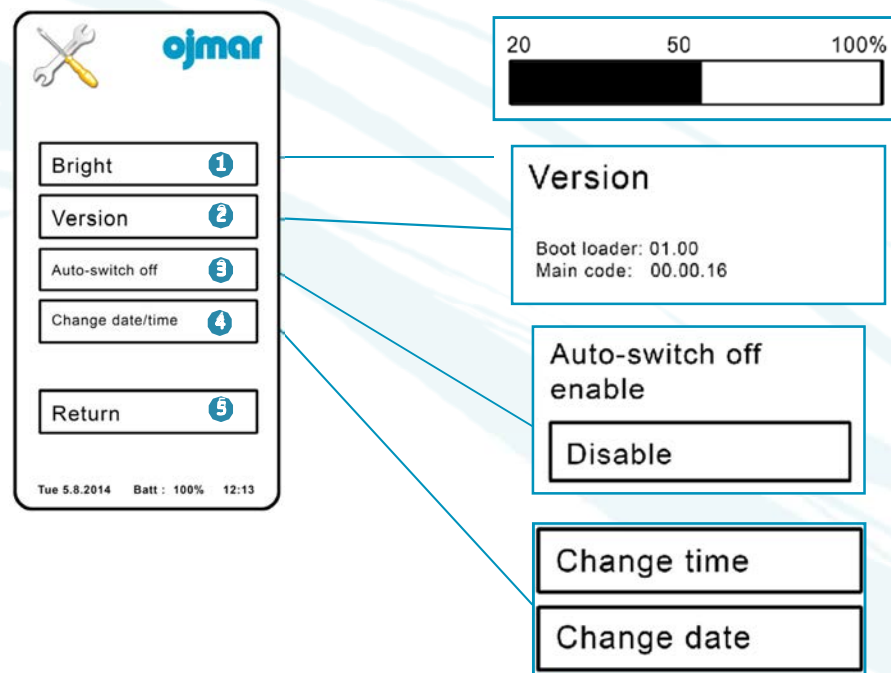 ojmar
Bright 1
Version 2
Auto-switch off 3
Change date/time 4
Return 5
Tue 5.8.2014 Batt : 100% 12:13
20 50 100%
Version
Boot loader: 01.00
Main code: 00.00.16
Auto-switch off
enable
Disable
Change time
Change date